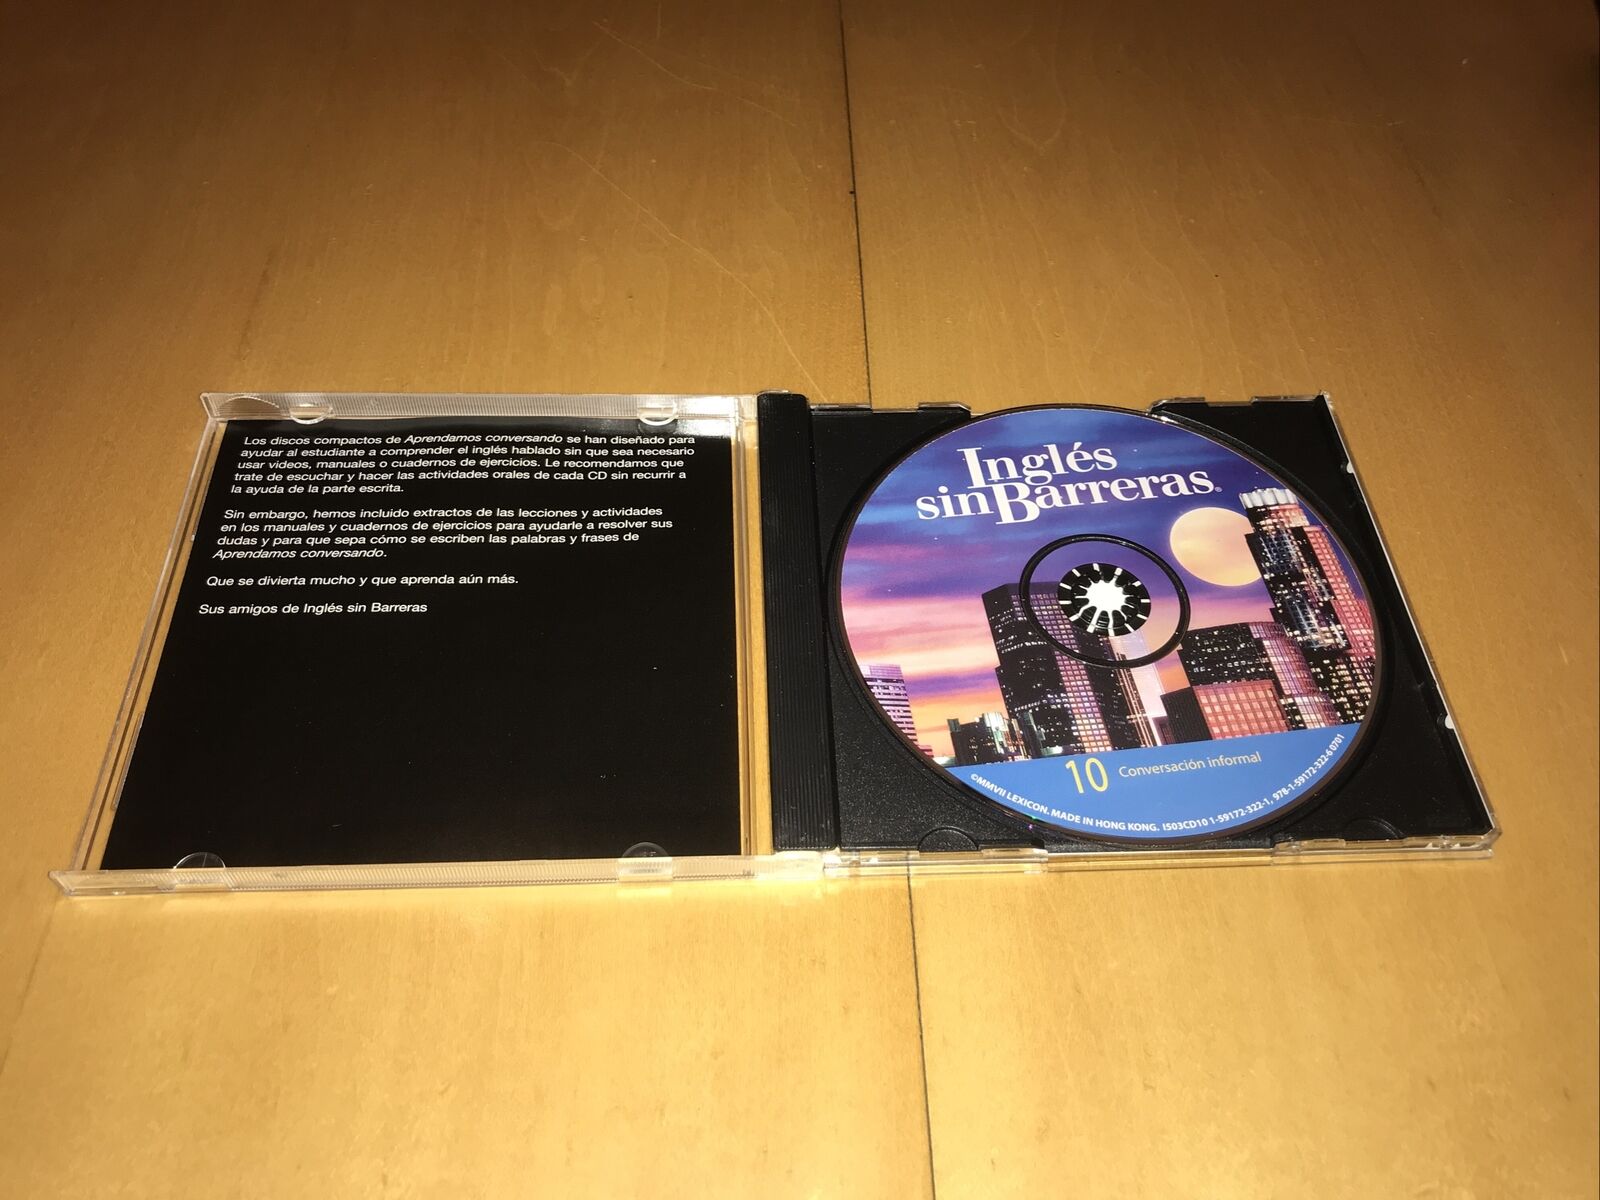 Los discos compactos de Aprendamos conversando se han diseñado para
ayudar al estudiante a comprender el inglés hablado sin que sea necesario
usar videos, manuales o cuadernos de ejercicios. Le recomendamos que
trate de escuchar y hacer las actividades orales de cada CD sin recurrir a
la ayuda de la parte escrita.
Sin embargo, hemos incluido extractos de las lecciones y actividades
en los manuales y cuadernos de ejercicios para ayudarle a resolver sus
dudas y para que sepa cómo se escriben las palabras y frases de
Aprendamos conversando.
Que se divierta mucho y que aprenda aún más.
Sus amigos de Inglés sin Barreras
Inglés
sin Barreras®
10 Conversación informal
©MMVII LEXICON. MADE IN HONG KONG. IS03CD10 1-59172-322-1, 978-1-59172-322-6 0701